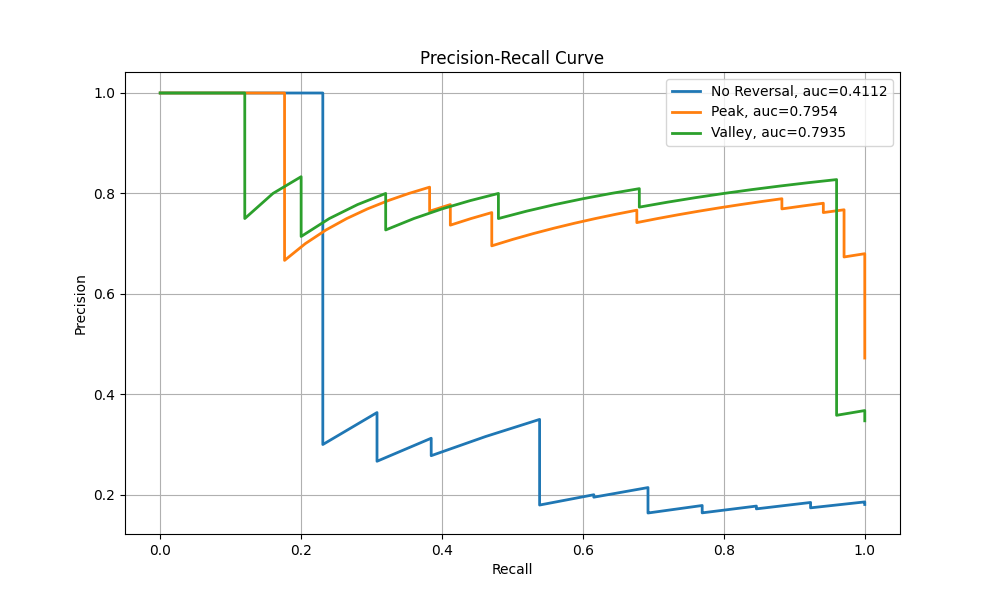 Precision-Recall Curve
No Reversal, auc=0.4112
Peak, auc=0.7954
Valley, auc=0.7935
Precision
1.0
0.8
0.6
0.4
0.2
0.0 0.2 0.4 0.6 0.8 1.0
Recall